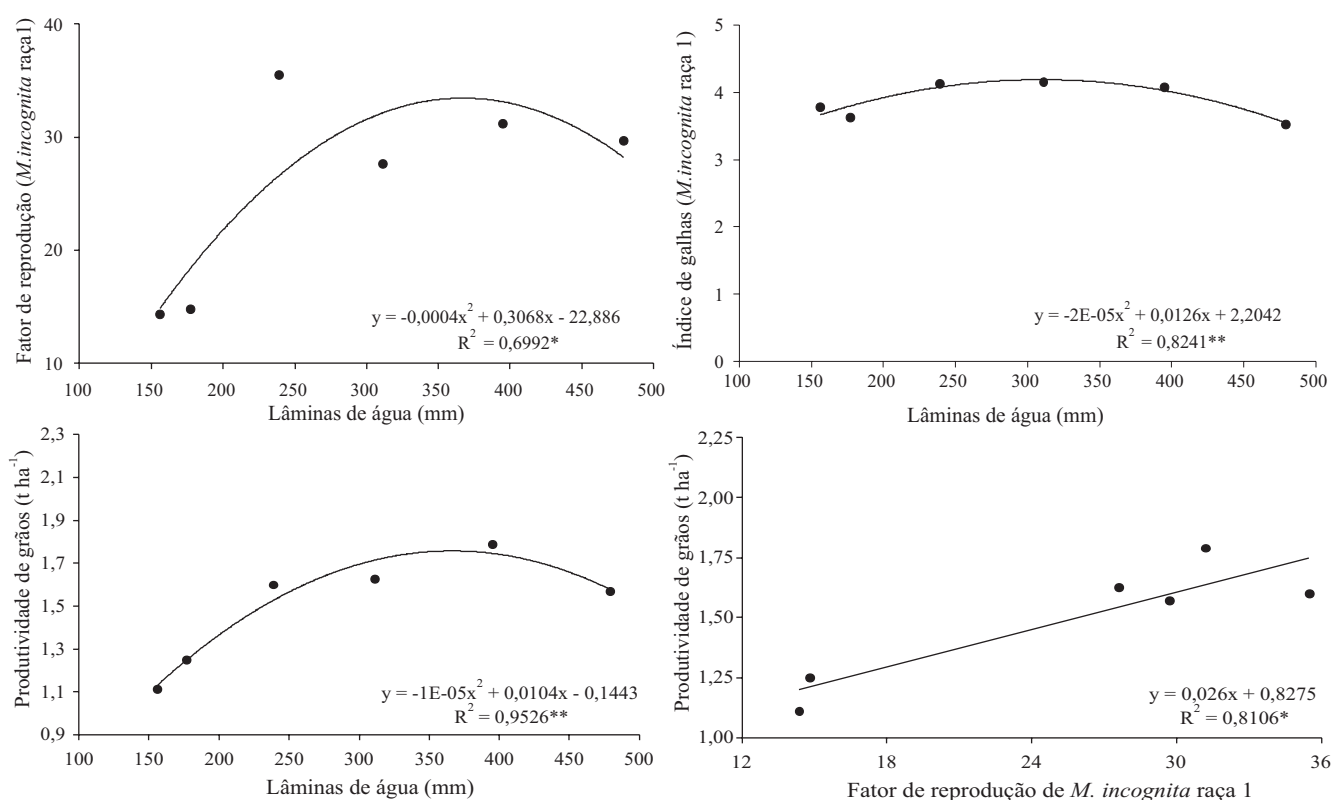 Fator de reprodução (M.incognita raça1)
40
30
20
10
100 150 200 250 300 350 400 450 500
Lâminas de água (mm)
y = -0,0004x² + 0,3068x - 22,886
R² = 0,6992*
Índice de galhas (M.incognita raça 1)
5
4
3
2
1
0
100 150 200 250 300 350 400 450 500
Lâminas de água (mm)
y = -2E-05x² + 0,0126x + 2,2042
R² = 0,8241**
Produtividade de grãos (t ha⁻¹)
2,3
2,1
1,9
1,7
1,5
1,3
1,1
0,9
100 150 200 250 300 350 400 450 500
Lâminas de água (mm)
y = -1E-05x² + 0,0104x - 0,1443
R² = 0,9526**
Produtividade de grãos (t ha⁻¹)
2,25
2,00
1,75
1,50
1,25
1,00
12 18 24 30 36
Fator de reprodução de M. incognita raça 1
y = 0,026x + 0,8275
R² = 0,8106*